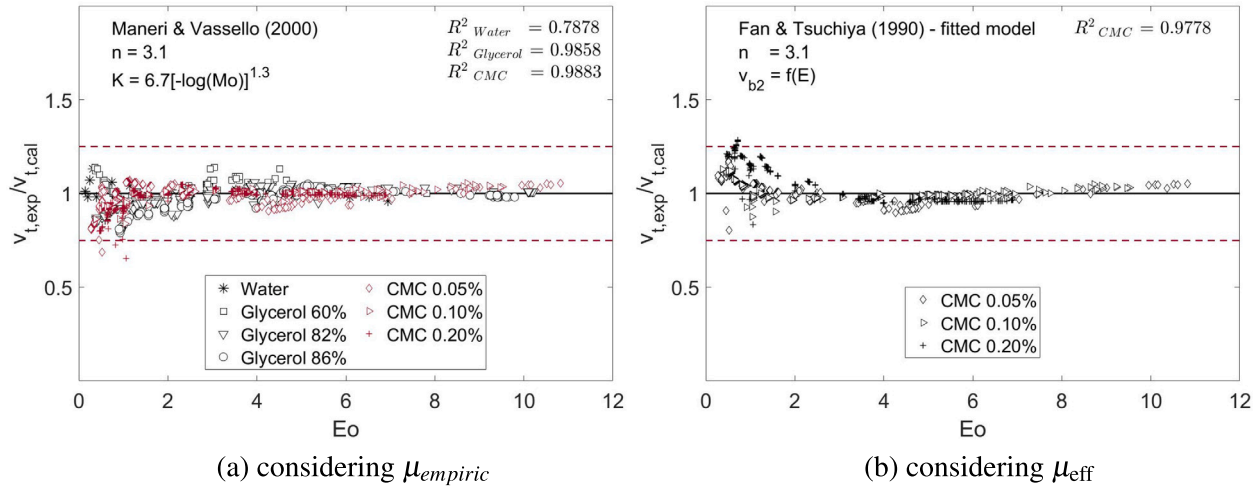 Maneri & Vassello (2000)
n = 3.1
K = 6.7[-log(Mo)]^1.3
R² Water = 0.7878
R² Glycerol = 0.9858
R² CMC = 0.9883
1.5
1
0.5
v_t,exp/v_t,cal
Water
Glycerol 60%
Glycerol 82%
Glycerol 86%
CMC 0.05%
CMC 0.10%
CMC 0.20%
0 2 4 6 8 10 12
Eo
(a) considering μ_empiric
Fan & Tsuchiya (1990) - fitted model
n = 3.1
v_b2 = f(E)
R² CMC = 0.9778
1.5
1
0.5
v_t,exp/v_t,cal
CMC 0.05%
CMC 0.10%
CMC 0.20%
0 2 4 6 8 10 12
Eo
(b) considering μ_eff